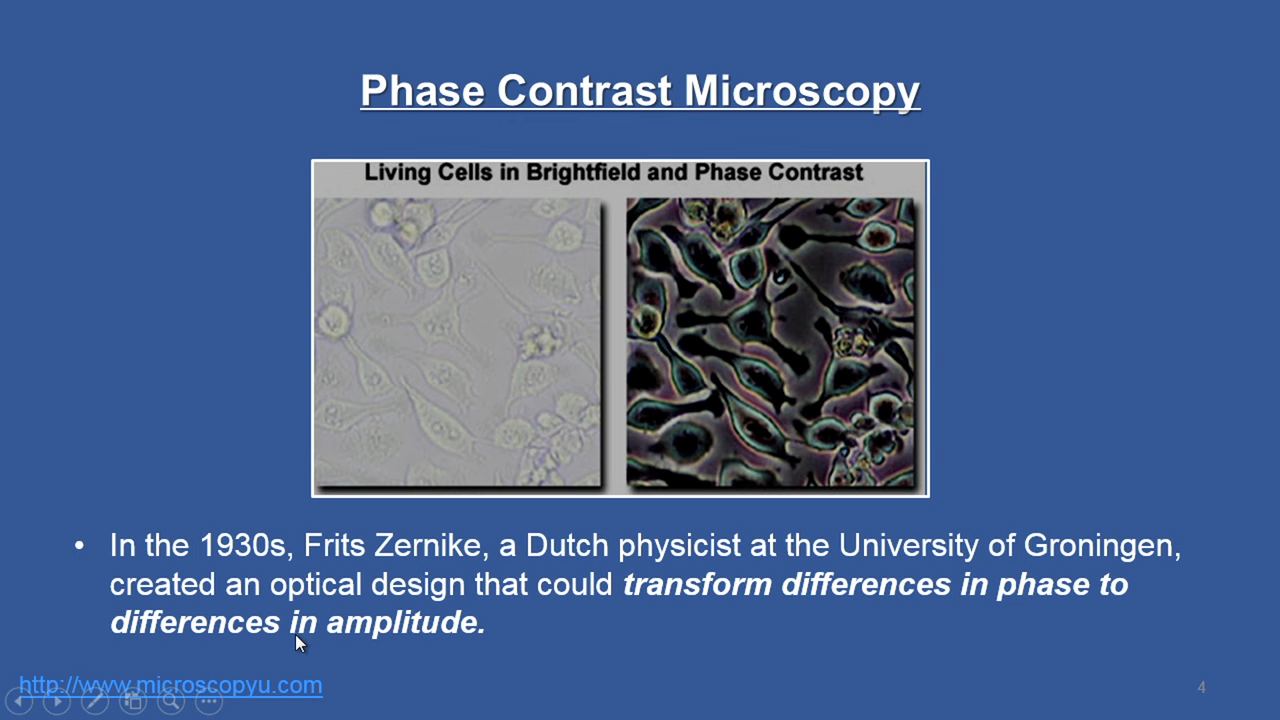 Phase Contrast Microscopy
Living Cells in Brightfield and Phase Contrast
• In the 1930s, Frits Zernike, a Dutch physicist at the University of Groningen,
created an optical design that could transform differences in phase to
differences in amplitude.
http://www.microscopyu.com
4